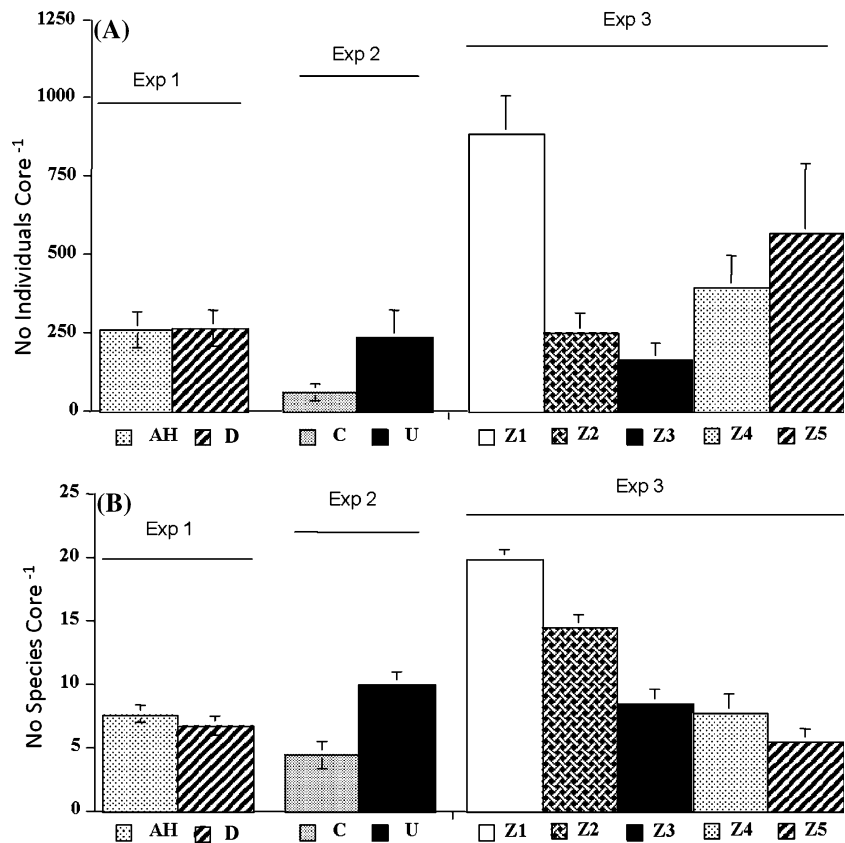 (A)
Exp 1
Exp 2
Exp 3
No Individuals Core⁻¹
1250
1000
750
500
250
0
AH D C U Z1 Z2 Z3 Z4 Z5
(B)
Exp 1
Exp 2
Exp 3
No Species Core⁻¹
25
20
15
10
5
0
AH D C U Z1 Z2 Z3 Z4 Z5